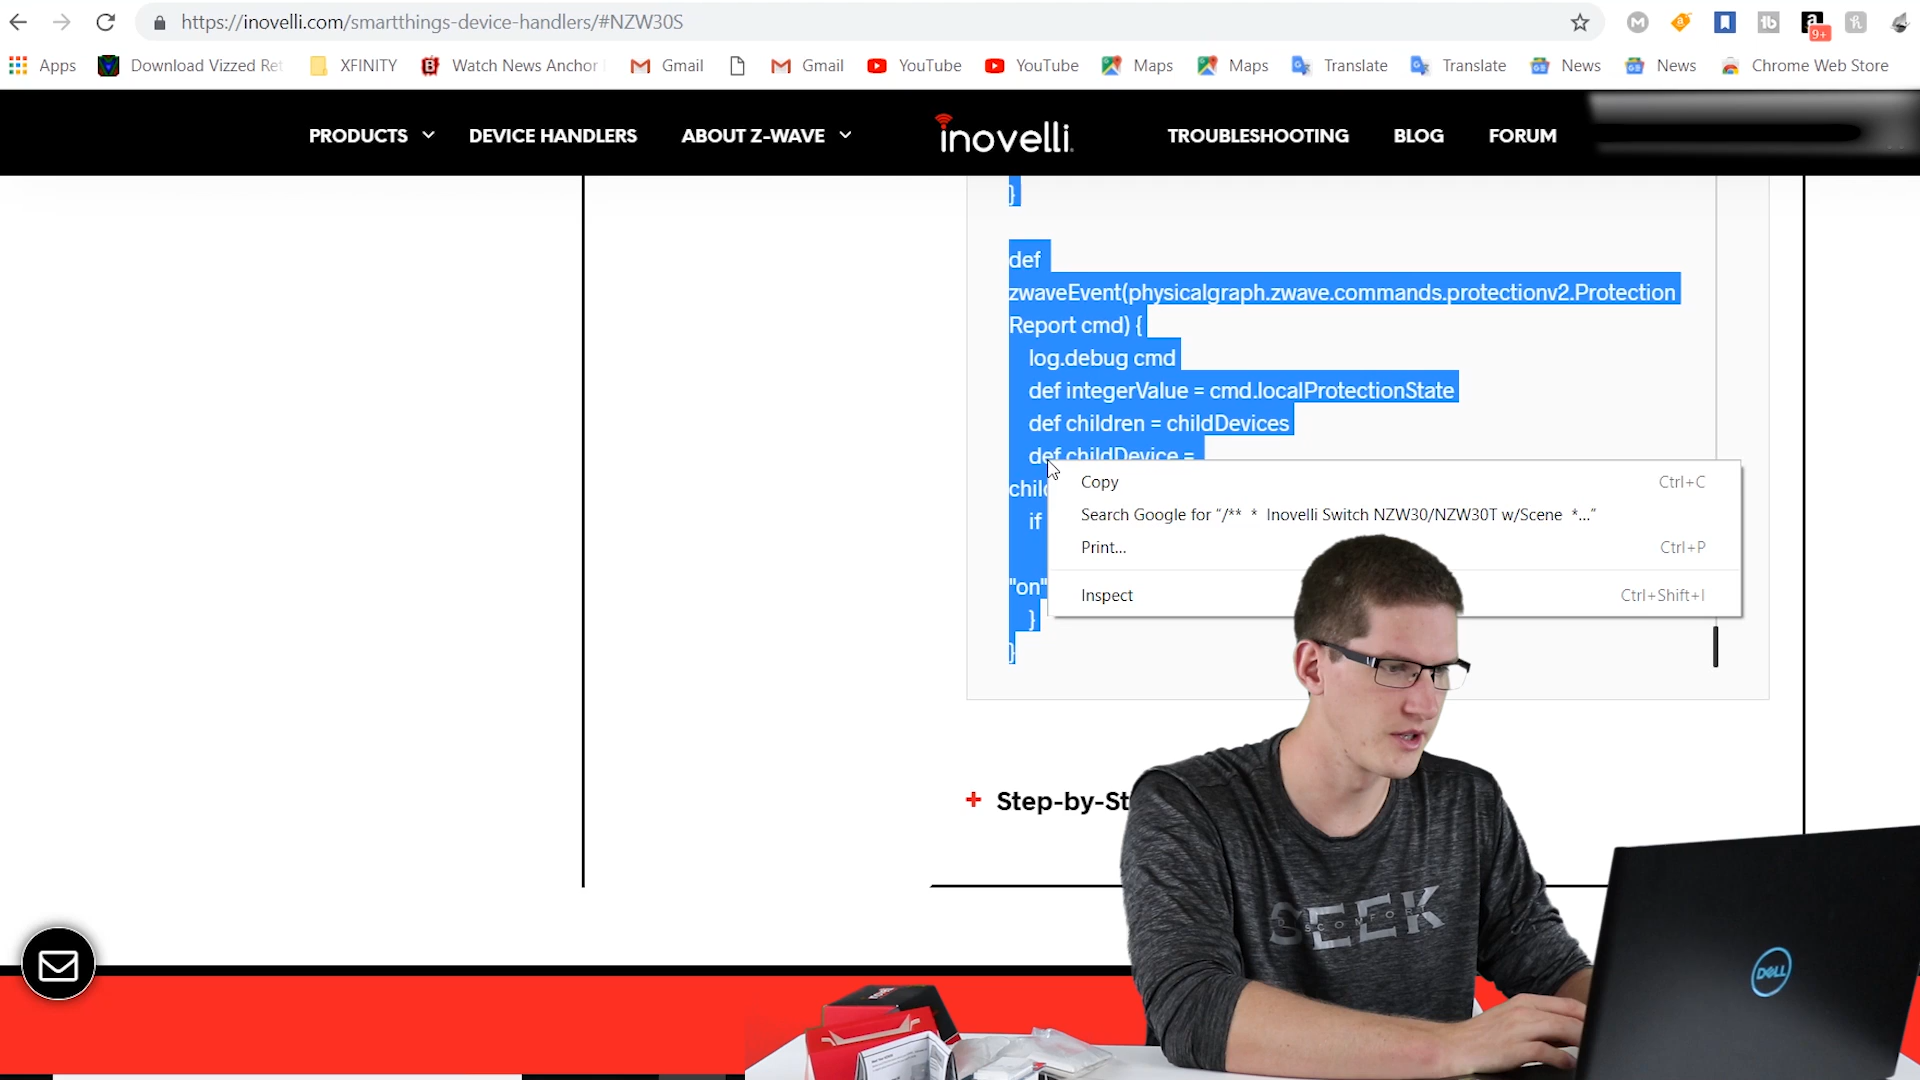 https://inovelli.com/smartthings-device-handlers/#NZW30S
9+
Apps
Download Vizzed Ret
XFINITY
Watch News Anchor
Gmail
Gmail
YouTube
YouTube
Maps
Maps
Translate
Translate
News
News
Chrome Web Store
PRODUCTS
DEVICE HANDLERS
ABOUT Z-WAVE
inovelli
TROUBLESHOOTING
BLOG
FORUM
}
def
zwaveEvent(physicalgraph.zwave.commands.protectionv2.Protection
Report cmd) {
log.debug cmd
def integerValue = cmd.localProtectionState
def children = childDevices
def childDevice =
child
if
"on"
}
}
Copy Ctrl+C
Search Google for "/** * Inovelli Switch NZW30/NZW30T w/Scene *..."
Print... Ctrl+P
Inspect Ctrl+Shift+I
+ Step-by-St
SEEK
DISCOMFORT
DELL